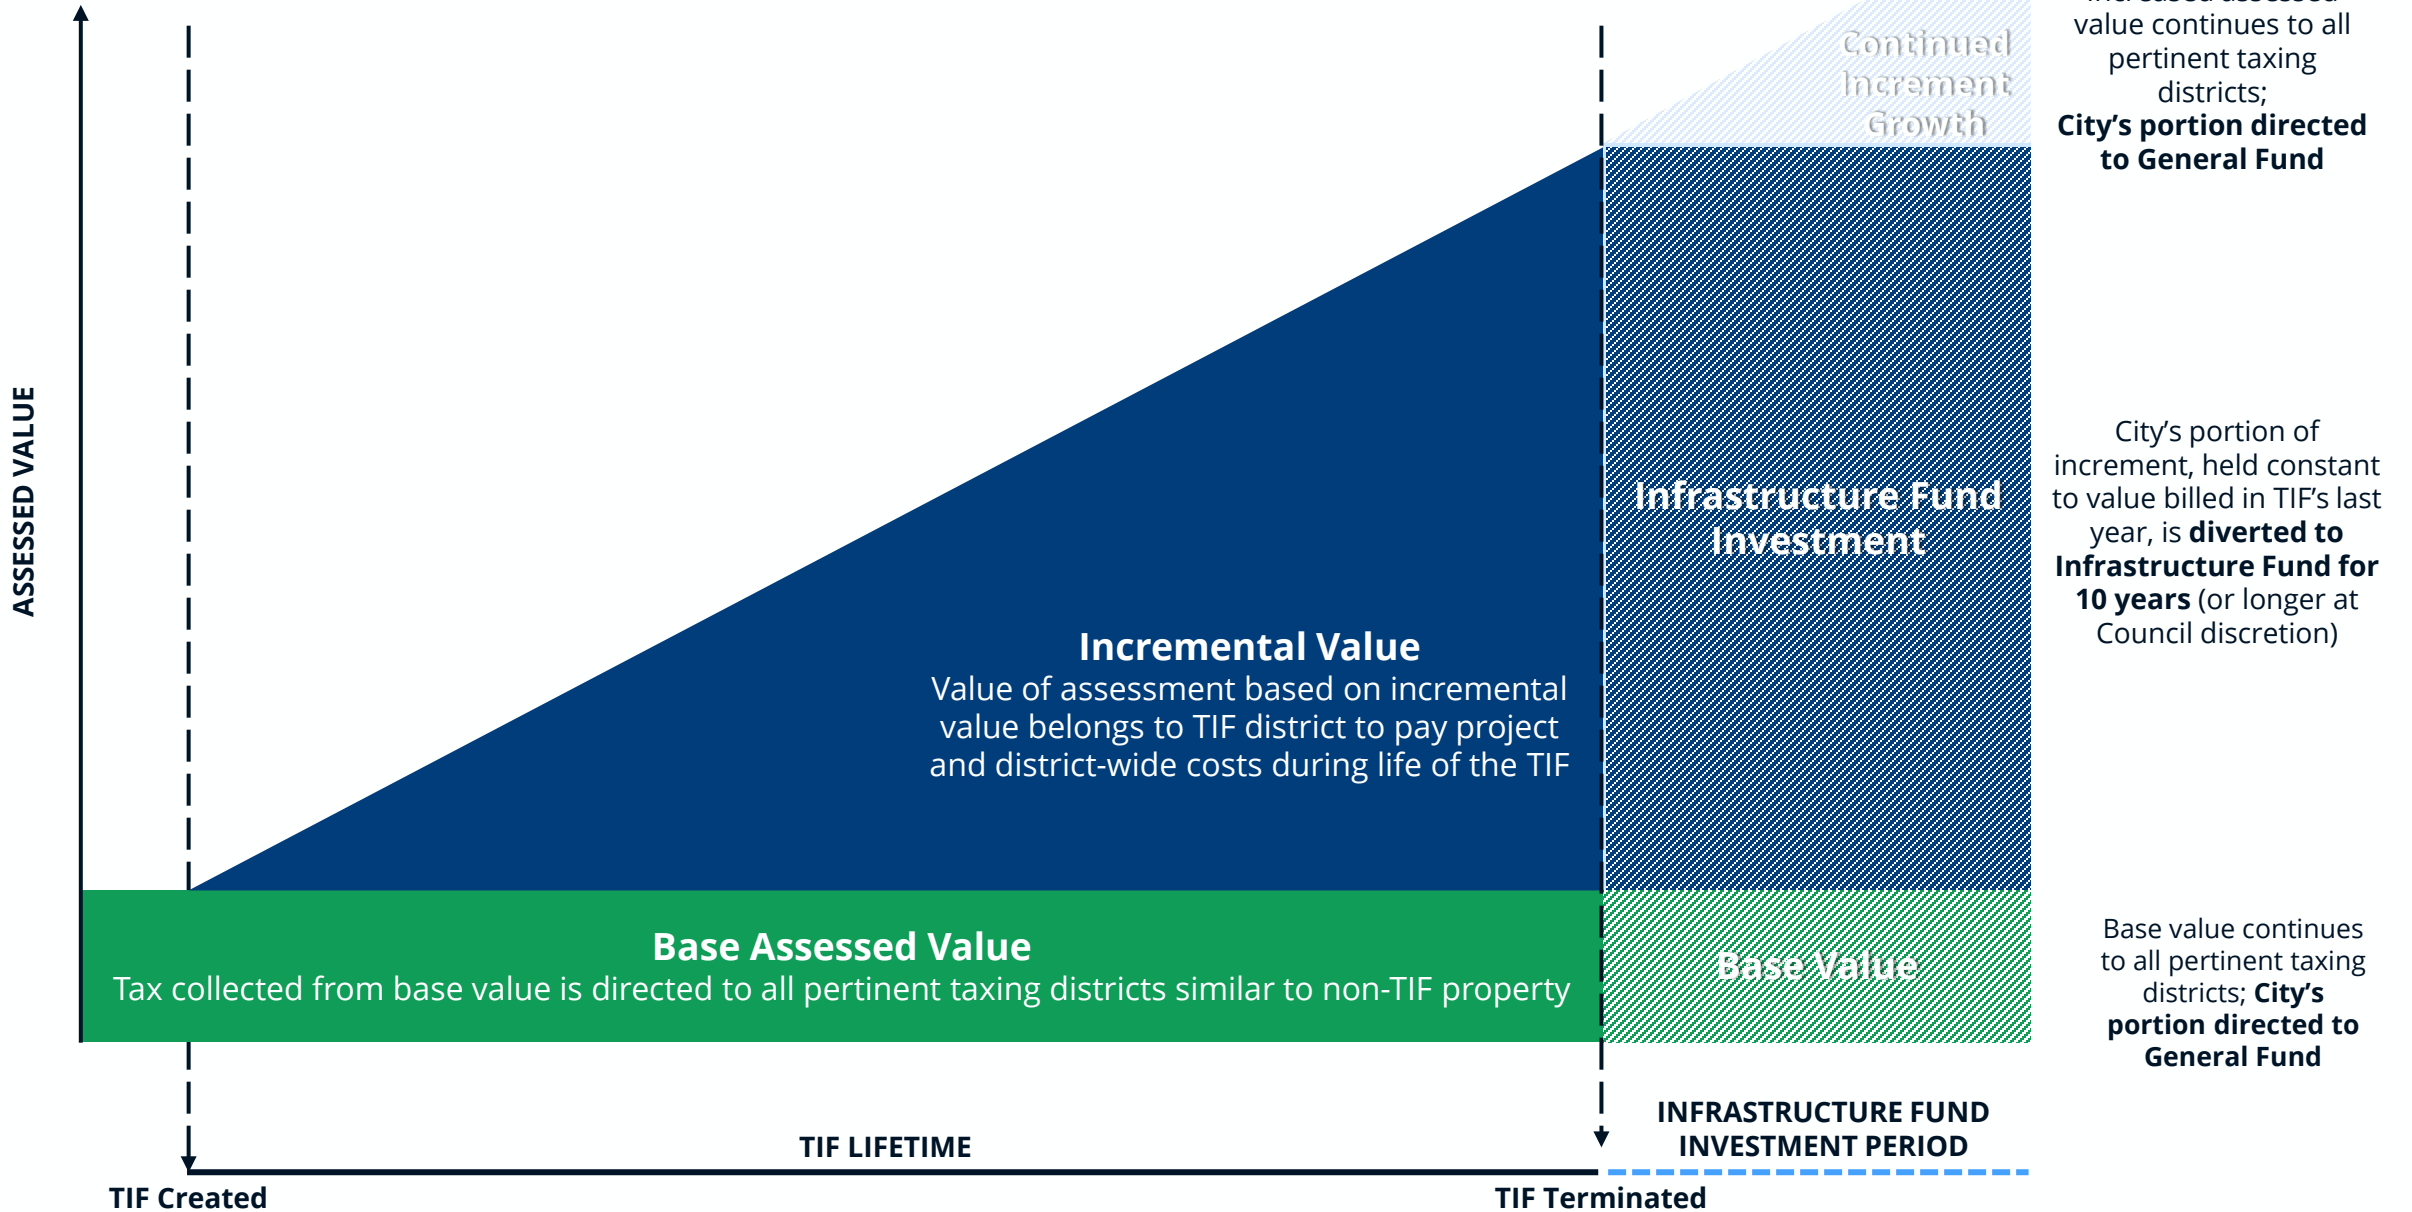 Increased assessed
value continues to all
pertinent taxing
districts;
City's portion directed
to General Fund
Continued
Increment
Growth
ASSESSED VALUE
City's portion of
increment, held constant
to value billed in TIF's last
year, is diverted to
Infrastructure Fund for
10 years (or longer at
Council discretion)
Infrastructure Fund
Investment
Incremental Value
Value of assessment based on incremental
value belongs to TIF district to pay project
and district-wide costs during life of the TIF
Base Assessed Value
Tax collected from base value is directed to all pertinent taxing districts similar to non-TIF property
Base Value
Base value continues
to all pertinent taxing
districts; City's
portion directed to
General Fund
INFRASTRUCTURE FUND
INVESTMENT PERIOD
TIF LIFETIME
TIF Created
TIF Terminated